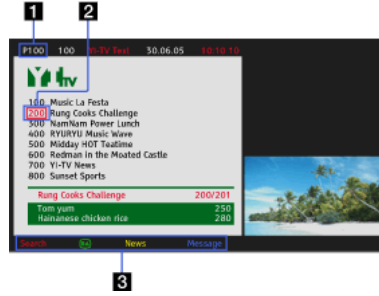 1 2
P100 100 YI-TV Text 30.06.05 10 10 10
YiTV
100 Music La Festa
200 Rung Cooks Challenge
300 NamNam Power Lunch
400 RYURYU Music Wave
500 Midday HOT Teatime
600 Redman in the Moated Castle
700 YI-TV News
800 Sunset Sports
Rung Cooks Challenge 200/201
Tom yum 250
Hainanese chicken rice 280
Search News Message
3